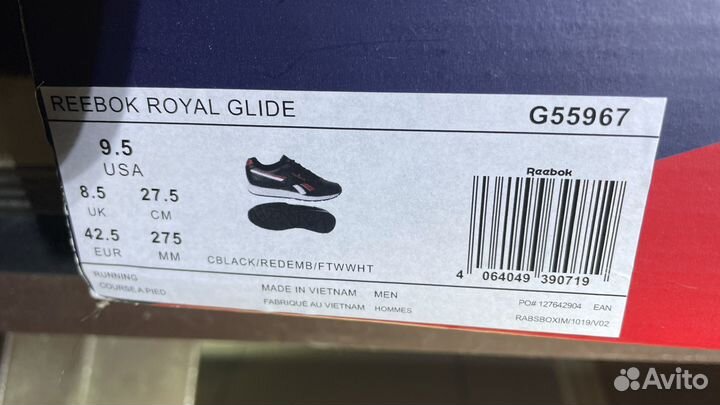 REEBOK ROYAL GLIDE
G55967
9.5
USA
8.5 27.5
UK CM
42.5 275
EUR MM
CBLACK/REDEMB/FTWWHT
Reebok
4 064049 390719
RUNNING
COURSE A PIED
MADE IN VIETNAM MEN
FABRIQUÉ AU VIETNAM HOMMES
PO# 127642904 EAN
RABSBOXIM/1019/V02
Avito